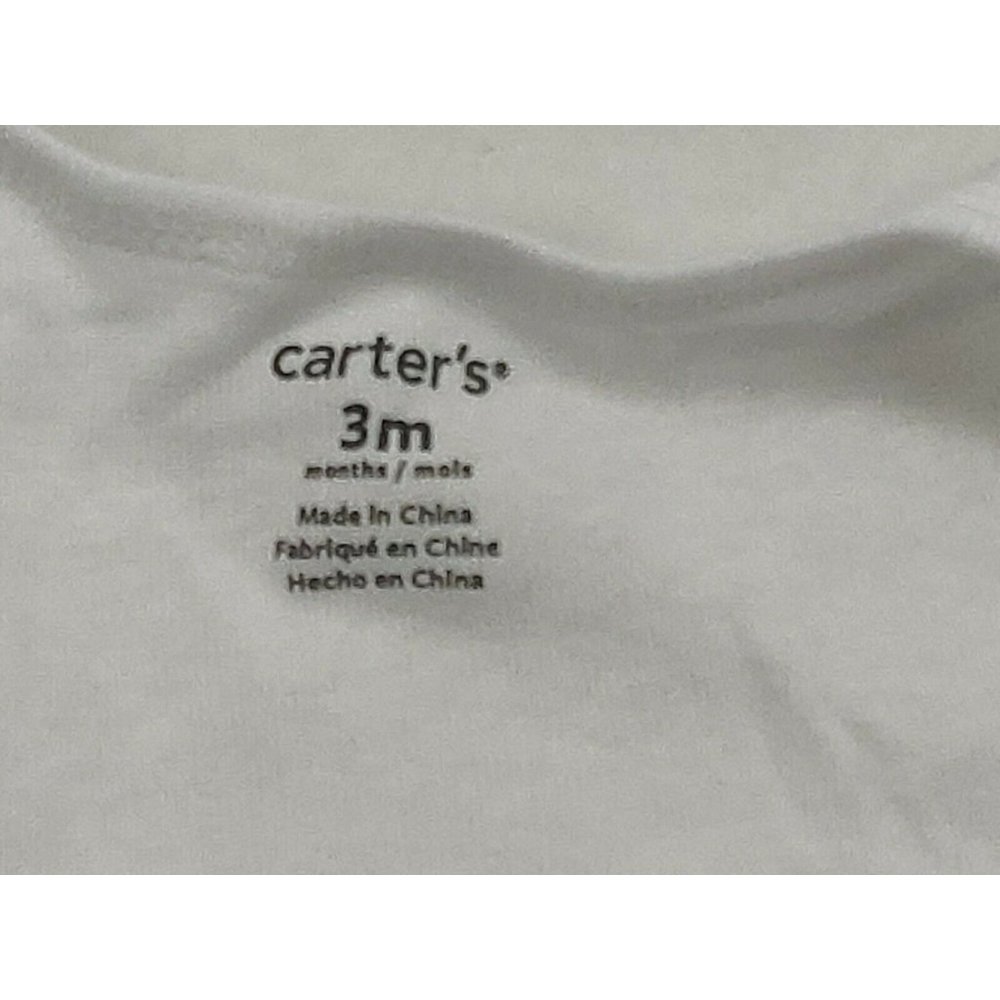 carter's®
3m
months / mois
Made in China
Fabriqué en Chine
Hecho en China